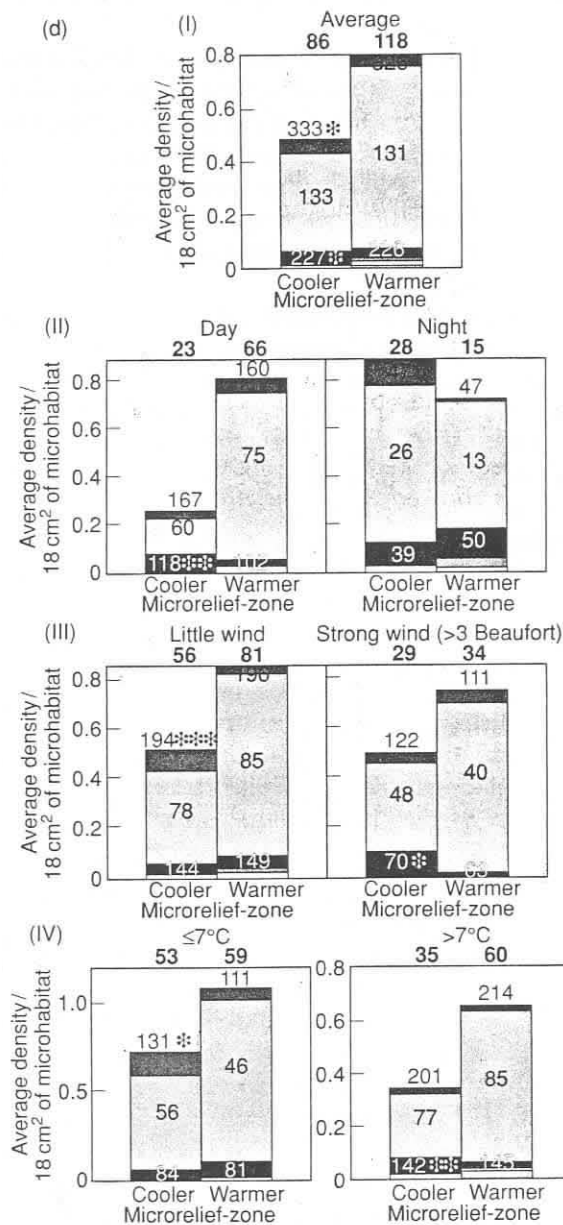 (d)
(I)
Average
86 118
Average density/
18 cm² of microhabitat
0.8
0.6
0.4
0.2
0
333✻
133
227✻
131
226
Cooler Warmer
Microrelief-zone
(II)
Day
23 66
Average density/
18 cm² of microhabitat
0.8
0.6
0.4
0.2
0
167
60
118✻✻
160
75
102
Cooler Warmer
Microrelief-zone
Night
28 15
26
39
47
13
50
Cooler Warmer
Microrelief-zone
(III)
Little wind
56 81
Average density/
18 cm² of microhabitat
0.8
0.6
0.4
0.2
0
194✻✻✻
78
144
85
149
Cooler Warmer
Microrelief-zone
Strong wind (>3 Beaufort)
29 34
122
48
70✻
111
40
63
Cooler Warmer
Microrelief-zone
(IV)
≤7°C
53 59
Average density/
18 cm² of microhabitat
1.0
0.5
0
131 ✻
56
84
111
46
81
Cooler Warmer
Microrelief-zone
>7°C
35 60
0.8
0.6
0.4
0.2
0
201
77
142✻✻
214
85
145
Cooler Warmer
Microrelief-zone